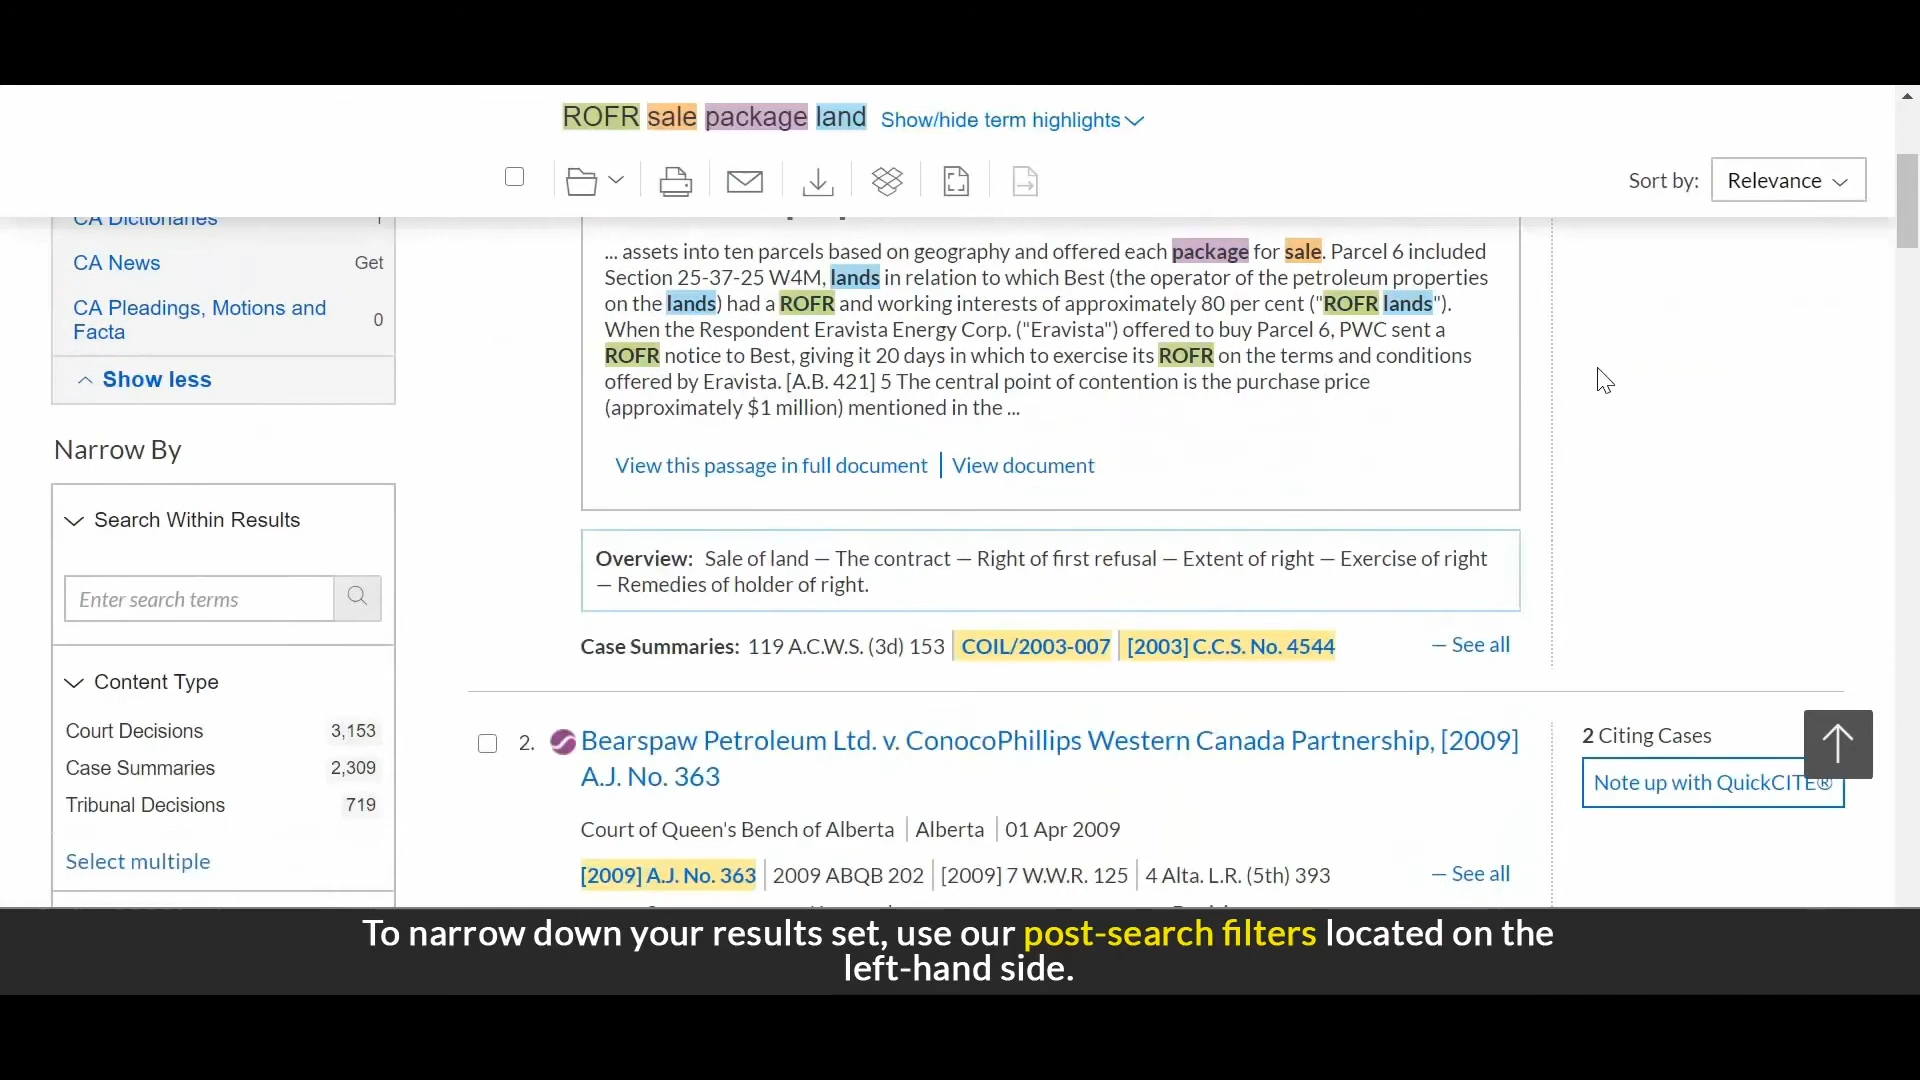 ROFR sale package land Show/hide term highlights
Sort by: Relevance
CA Dictionaries 1
CA News Get
CA Pleadings, Motions and
Facta 0
Show less
Narrow By
Search Within Results
Enter search terms
Content Type
Court Decisions 3,153
Case Summaries 2,309
Tribunal Decisions 719
Select multiple
... assets into ten parcels based on geography and offered each package for sale. Parcel 6 included
Section 25-37-25 W4M, lands in relation to which Best (the operator of the petroleum properties
on the lands) had a ROFR and working interests of approximately 80 per cent ("ROFR lands").
When the Respondent Eravista Energy Corp. ("Eravista") offered to buy Parcel 6, PWC sent a
ROFR notice to Best, giving it 20 days in which to exercise its ROFR on the terms and conditions
offered by Eravista. [A.B. 421] 5 The central point of contention is the purchase price
(approximately $1 million) mentioned in the ...
View this passage in full document | View document
Overview: Sale of land — The contract — Right of first refusal — Extent of right — Exercise of right
— Remedies of holder of right.
Case Summaries: 119 A.C.W.S. (3d) 153 | COIL/2003-007 | [2003] C.C.S. No. 4544 — See all
2. Bearspaw Petroleum Ltd. v. ConocoPhillips Western Canada Partnership, [2009]
A.J. No. 363
Court of Queen's Bench of Alberta | Alberta | 01 Apr 2009
[2009] A.J. No. 363 | 2009 ABQB 202 | [2009] 7 W.W.R. 125 | 4 Alta. L.R. (5th) 393 — See all
2 Citing Cases
Note up with QuickCITE®
To narrow down your results set, use our post-search filters located on the
left-hand side.